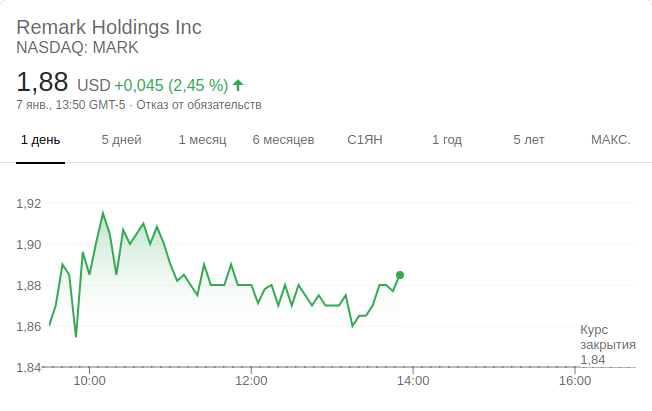 Remark Holdings Inc
NASDAQ: MARK
1,88 USD +0,045 (2,45 %)
7 янв., 13:50 GMT-5 · Отказ от обязательств
1 день 5 дней 1 месяц 6 месяцев С1ЯН 1 год 5 лет МАКС.
1,92
1,90
1,88
1,86
Курс
закрытия
1,84
1,84
10:00 12:00 14:00 16:00